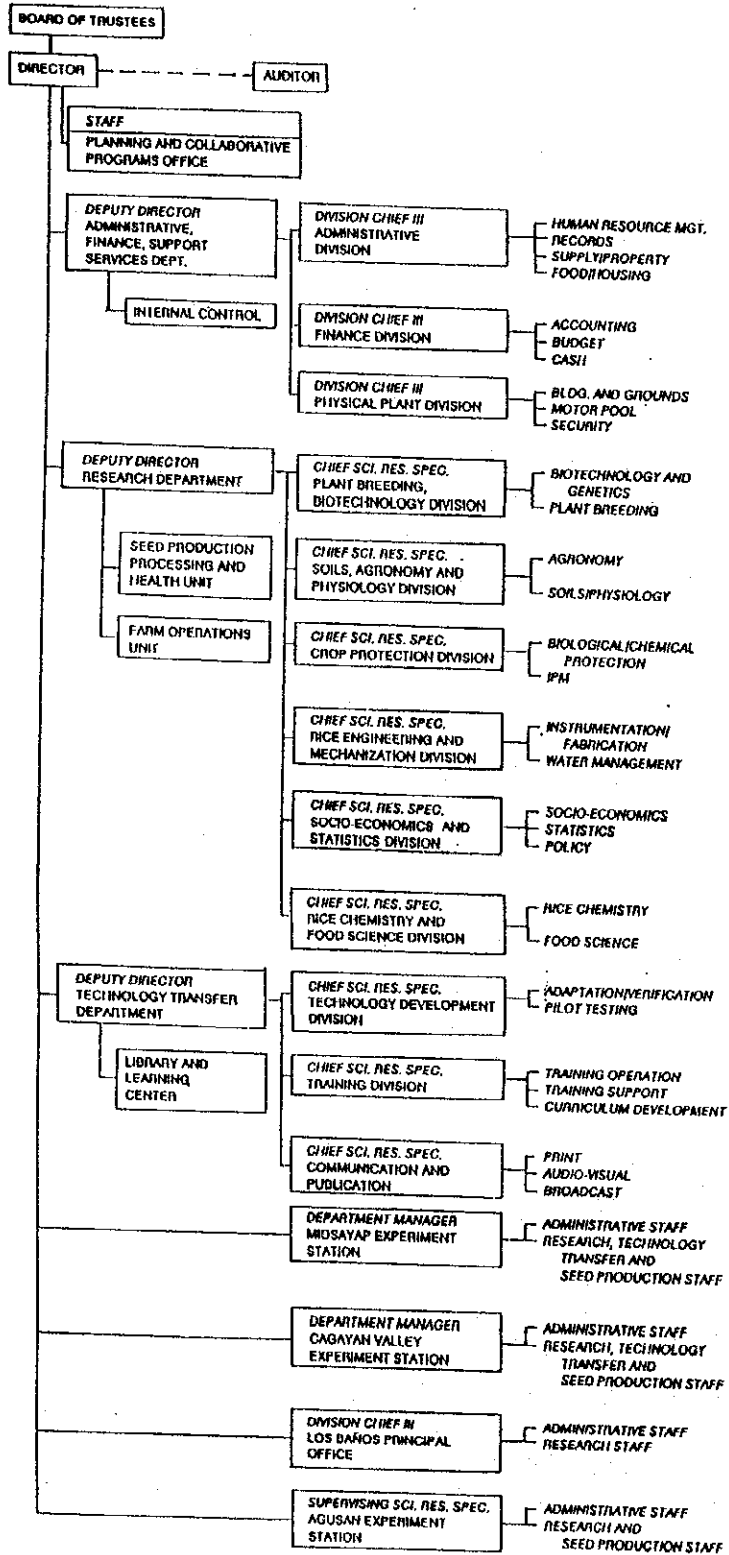 BOARD OF TRUSTEES
DIRECTOR
AUDITOR
STAFF
PLANNING AND COLLABORATIVE
PROGRAMS OFFICE
DEPUTY DIRECTOR
ADMINISTRATIVE,
FINANCE, SUPPORT
SERVICES DEPT.
INTERNAL CONTROL
DIVISION CHIEF III
ADMINISTRATIVE
DIVISION
HUMAN RESOURCE MGT.
RECORDS
SUPPLY/PROPERTY
FOOD/HOUSING
DIVISION CHIEF III
FINANCE DIVISION
ACCOUNTING
BUDGET
CASH
DIVISION CHIEF III
PHYSICAL PLANT DIVISION
BLDG. AND GROUNDS
MOTOR POOL
SECURITY
DEPUTY DIRECTOR
RESEARCH DEPARTMENT
SEED PRODUCTION
PROCESSING AND
HEALTH UNIT
FARM OPERATIONS
UNIT
CHIEF SCI. RES. SPEC.
PLANT BREEDING,
BIOTECHNOLOGY DIVISION
BIOTECHNOLOGY AND
GENETICS
PLANT BREEDING
CHIEF SCI. RES. SPEC.
SOILS, AGRONOMY AND
PHYSIOLOGY DIVISION
AGRONOMY
SOILS/PHYSIOLOGY
CHIEF SCI. RES. SPEC.
CROP PROTECTION DIVISION
BIOLOGICAL/CHEMICAL
PROTECTION
IPM
CHIEF SCI. RES. SPEC.
RICE ENGINEERING AND
MECHANIZATION DIVISION
INSTRUMENTATION/
FABRICATION
WATER MANAGEMENT
CHIEF SCI. RES. SPEC.
SOCIO-ECONOMICS AND
STATISTICS DIVISION
SOCIO-ECONOMICS
STATISTICS
POLICY
CHIEF SCI. RES. SPEC.
RICE CHEMISTRY AND
FOOD SCIENCE DIVISION
RICE CHEMISTRY
FOOD SCIENCE
DEPUTY DIRECTOR
TECHNOLOGY TRANSFER
DEPARTMENT
LIBRARY AND
LEARNING
CENTER
CHIEF SCI. RES. SPEC.
TECHNOLOGY DEVELOPMENT
DIVISION
ADAPTATION/VERIFICATION
PILOT TESTING
CHIEF SCI. RES. SPEC.
TRAINING DIVISION
TRAINING OPERATION
TRAINING SUPPORT
CURRICULUM DEVELOPMENT
CHIEF SCI. RES. SPEC.
COMMUNICATION AND
PUBLICATION
PRINT
AUDIO-VISUAL
BROADCAST
DEPARTMENT MANAGER
MIDSAYAP EXPERIMENT
STATION
ADMINISTRATIVE STAFF
RESEARCH, TECHNOLOGY
TRANSFER AND
SEED PRODUCTION STAFF
DEPARTMENT MANAGER
CAGAYAN VALLEY
EXPERIMENT STATION
ADMINISTRATIVE STAFF
RESEARCH, TECHNOLOGY
TRANSFER AND
SEED PRODUCTION STAFF
DIVISION CHIEF III
LOS BAÑOS PRINCIPAL
OFFICE
ADMINISTRATIVE STAFF
RESEARCH STAFF
SUPERVISING SCI. RES. SPEC.
AGUSAN EXPERIMENT
STATION
ADMINISTRATIVE STAFF
RESEARCH AND
SEED PRODUCTION STAFF